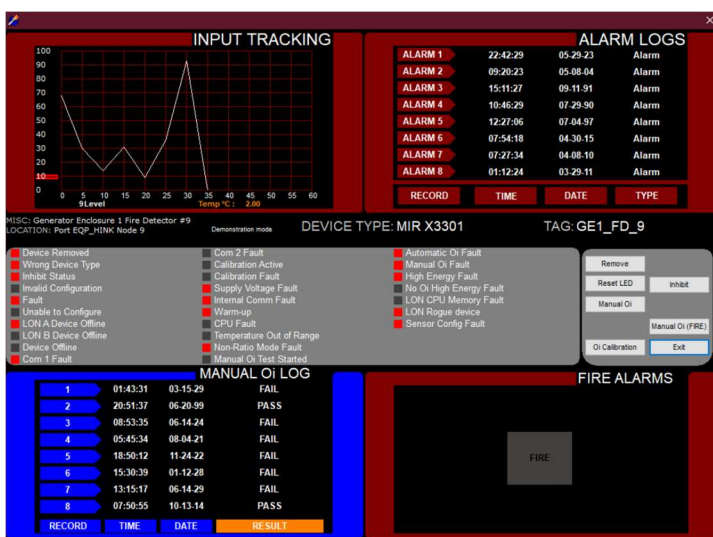 INPUT TRACKING
100
90
80
70
60
50
40
30
20
10
0
0 5 10 15 20 25 30 35 40 45 50 55 60
9Level Temp °C : 2.00
ALARM LOGS
ALARM 1 22:42:29 05-29-23 Alarm
ALARM 2 09:20:23 05-08-04 Alarm
ALARM 3 15:11:27 09-11-91 Alarm
ALARM 4 10:46:29 07-29-90 Alarm
ALARM 5 12:27:06 07-04-97 Alarm
ALARM 6 07:54:18 04-30-15 Alarm
ALARM 7 07:27:34 04-08-10 Alarm
ALARM 8 01:12:24 03-29-11 Alarm
RECORD TIME DATE TYPE
MISC: Generator Enclosure 1 Fire Detector #9
LOCATION: Port EQP_HINK Node 9
Demonstration mode
DEVICE TYPE: MIR X3301
TAG: GE1_FD_9
Device Removed
Wrong Device Type
Inhibit Status
Invalid Configuration
Fault
Unable to Configure
LON A Device Offline
LON B Device Offline
Device Offline
Com 1 Fault
Com 2 Fault
Calibration Active
Calibration Fault
Supply Voltage Fault
Internal Comm Fault
Warm-up
CPU Fault
Temperature Out of Range
Non-Ratio Mode Fault
Manual Oi Test Started
Automatic Oi Fault
Manual Oi Fault
High Energy Fault
No Oi High Energy Fault
LON CPU Memory Fault
LON Rogue device
Sensor Config Fault
Remove
Reset LED
Inhibit
Manual Oi
Manual Oi (FIRE)
Oi Calibration
Exit
MANUAL Oi LOG
1 01:43:31 03-15-29 FAIL
2 20:51:37 06-20-99 PASS
3 08:53:35 06-14-24 FAIL
4 05:45:34 08-04-21 FAIL
5 18:50:12 11-24-22 FAIL
6 15:30:39 01-12-28 FAIL
7 13:15:17 06-14-29 FAIL
8 07:50:55 10-13-14 PASS
RECORD TIME DATE RESULT
FIRE ALARMS
FIRE